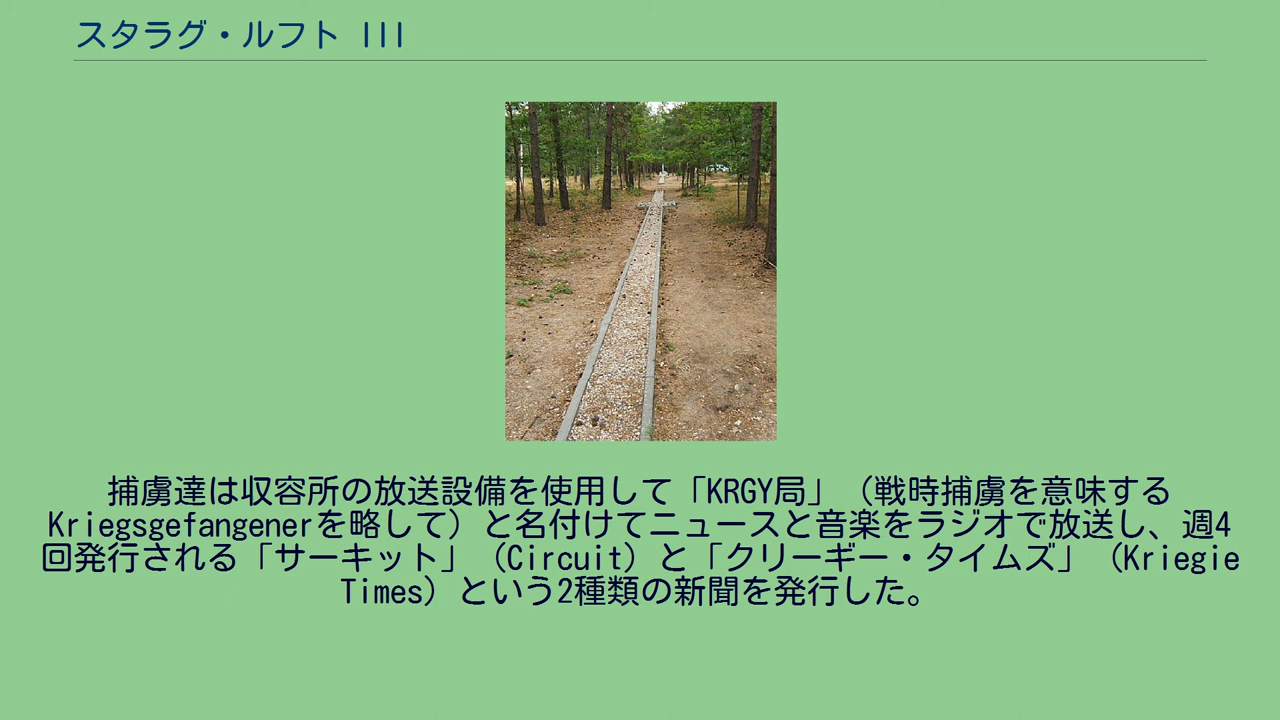 スタラグ・ルフト III
捕虜達は収容所の放送設備を使用して「KRGY局」（戦時捕虜を意味する
Kriegsgefangenerを略して）と名付けてニュースと音楽をラジオで放送し、週4
回発行される「サーキット」（Circuit）と「クリーギー・タイムズ」（Kriegie
Times）という2種類の新聞を発行した。